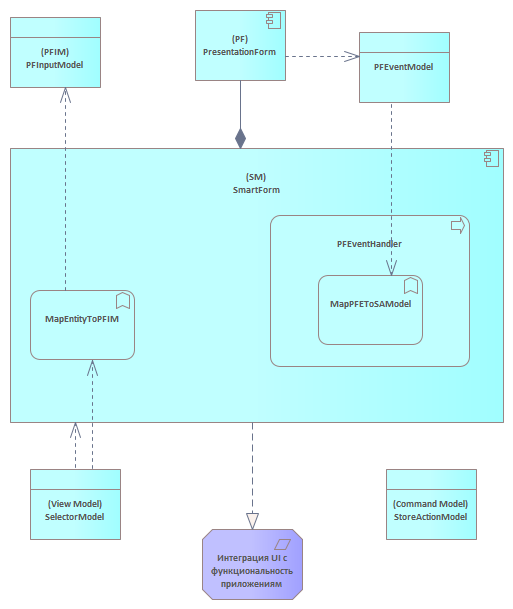 (PFIM)
PFInputModel
(PF)
PresentationForm
PFEventModel
(SM)
SmartForm
PFEventHandler
MapPFEToSAModel
MapEntityToPFIM
(View Model)
SelectorModel
(Command Model)
StoreActionModel
Интеграция UI с
функциональность
приложениям